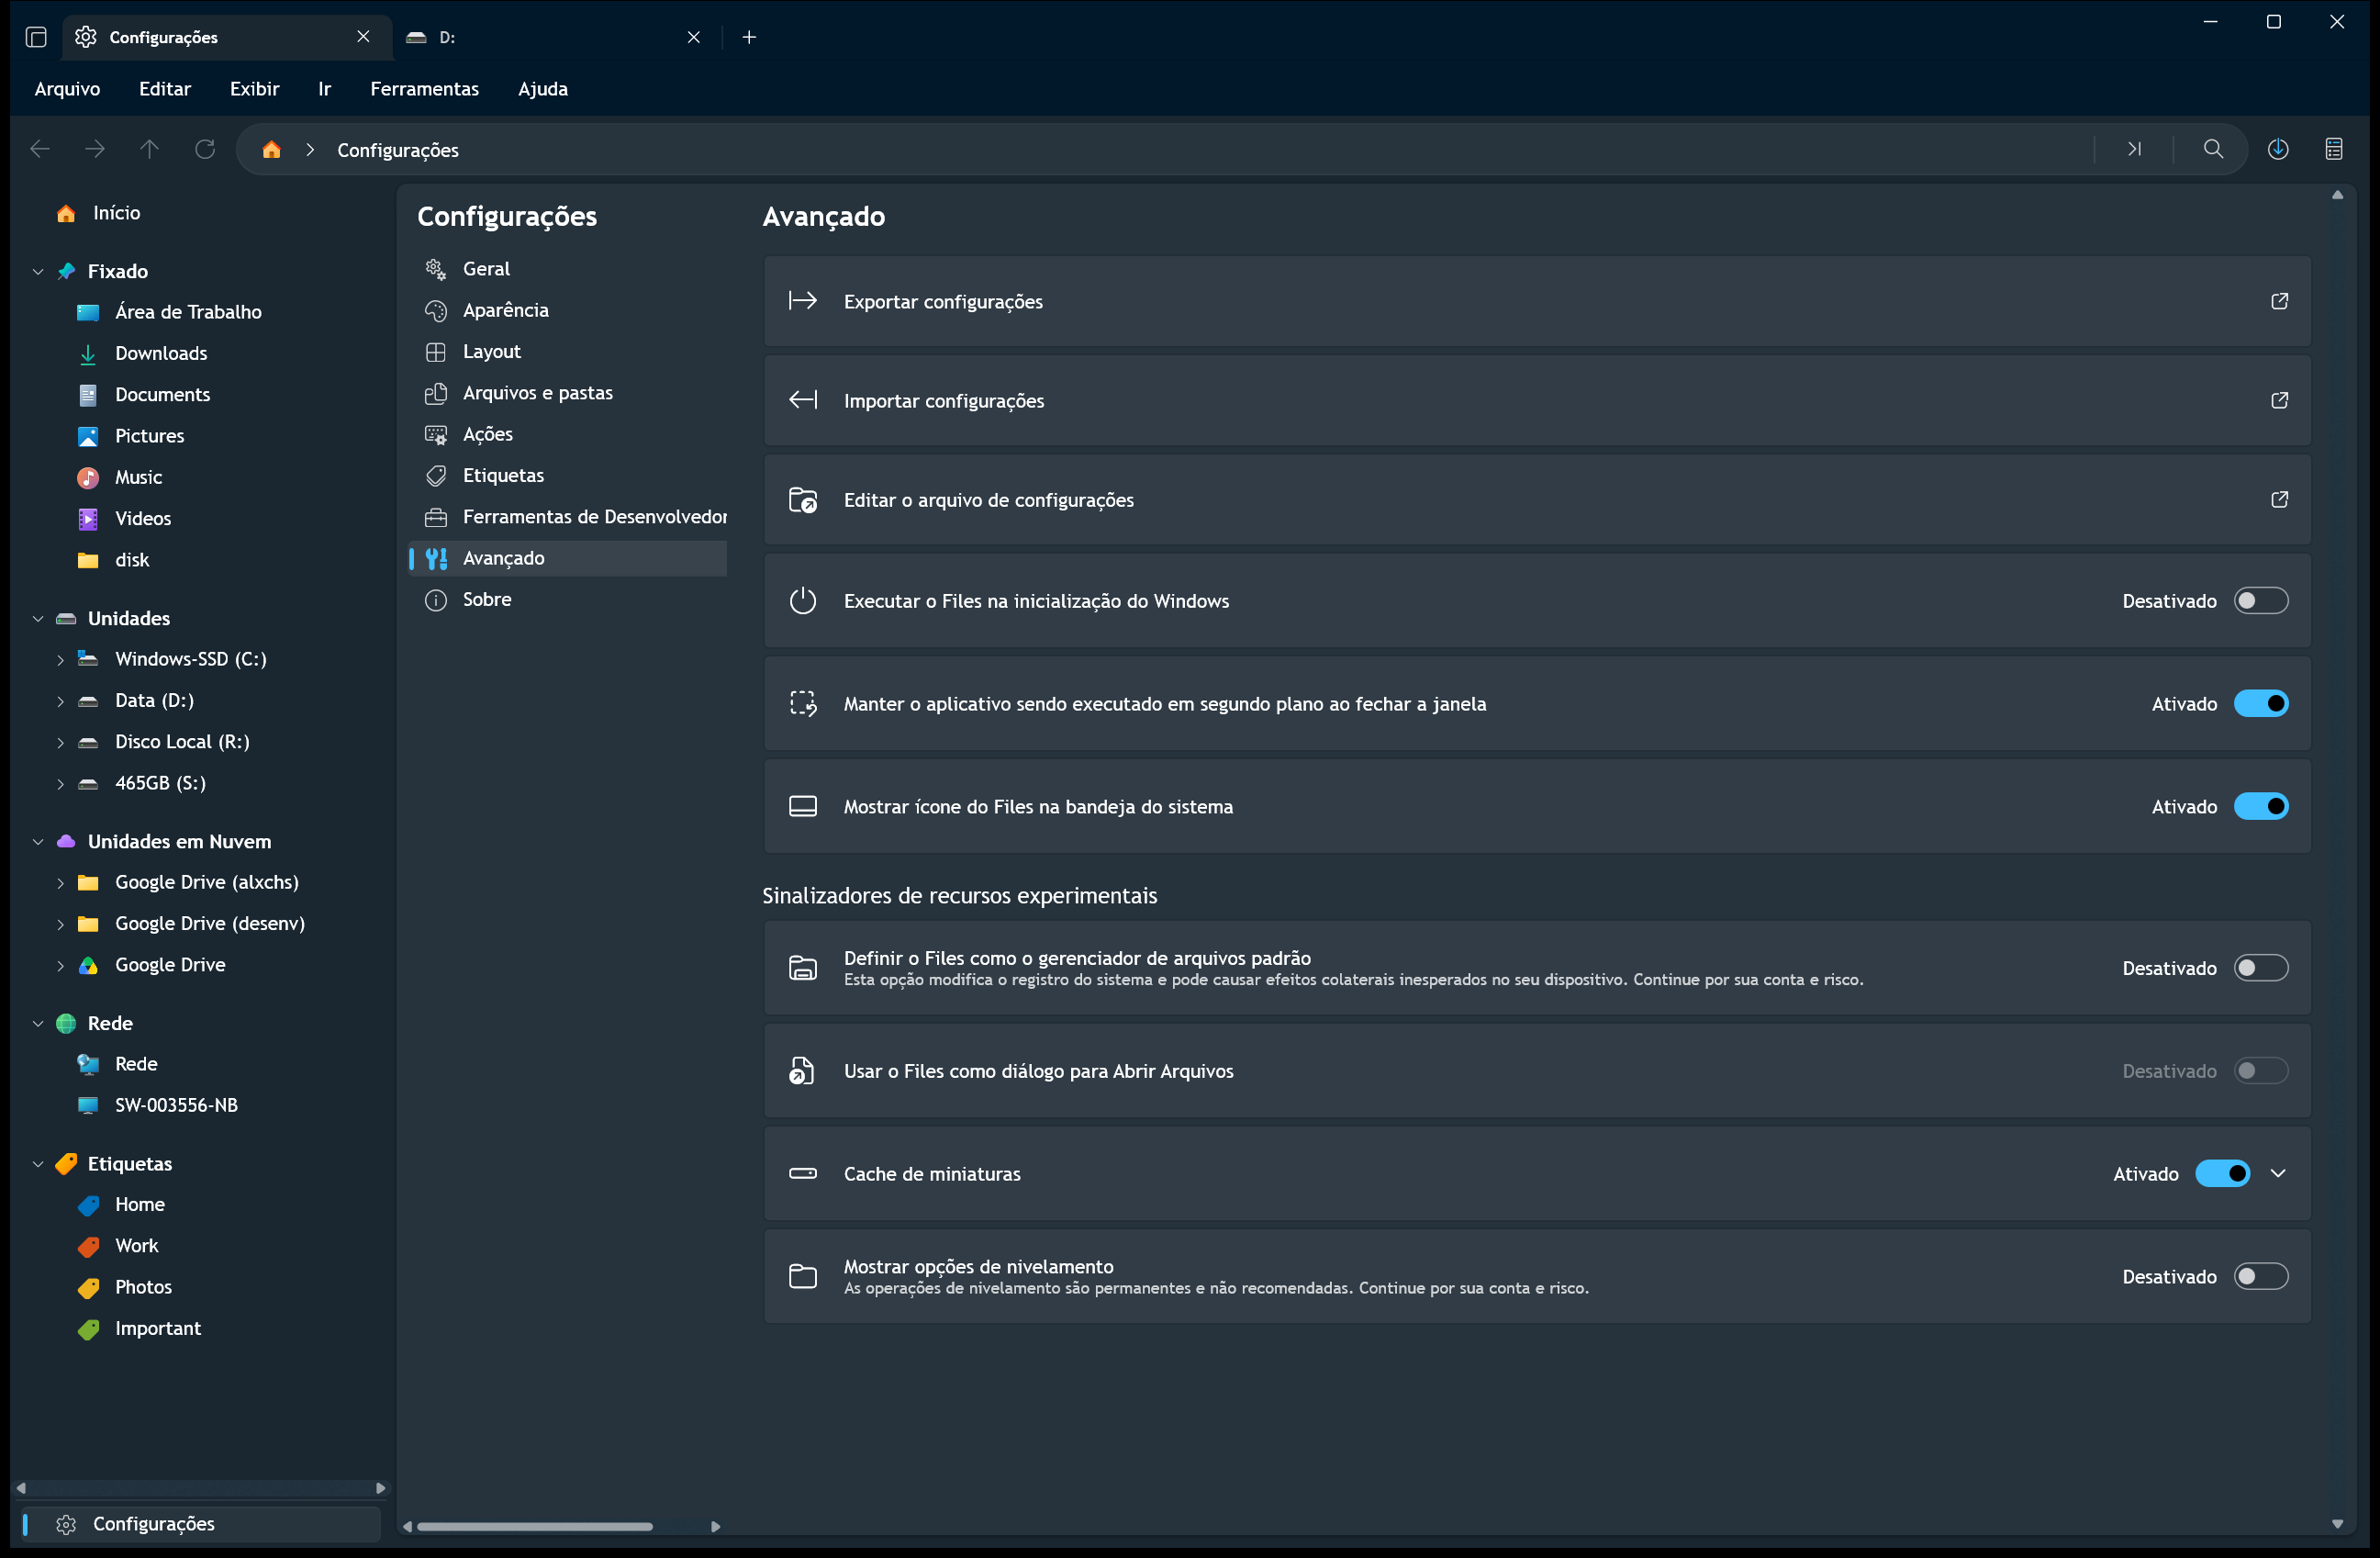 Configurações
D:
Arquivo Editar Exibir Ir Ferramentas Ajuda
Configurações
Início
Fixado
Área de Trabalho
Downloads
Documents
Pictures
Music
Videos
disk
Unidades
Windows-SSD (C:)
Data (D:)
Disco Local (R:)
465GB (S:)
Unidades em Nuvem
Google Drive (alxchs)
Google Drive (desenv)
Google Drive
Rede
Rede
SW-003556-NB
Etiquetas
Home
Work
Photos
Important
Configurações
Configurações
Geral
Aparência
Layout
Arquivos e pastas
Ações
Etiquetas
Ferramentas de Desenvolvedor
Avançado
Sobre
Avançado
Exportar configurações
Importar configurações
Editar o arquivo de configurações
Executar o Files na inicialização do Windows Desativado
Manter o aplicativo sendo executado em segundo plano ao fechar a janela Ativado
Mostrar ícone do Files na bandeja do sistema Ativado
Sinalizadores de recursos experimentais
Definir o Files como o gerenciador de arquivos padrão
Esta opção modifica o registro do sistema e pode causar efeitos colaterais inesperados no seu dispositivo. Continue por sua conta e risco.
Desativado
Usar o Files como diálogo para Abrir Arquivos Desativado
Cache de miniaturas Ativado
Mostrar opções de nivelamento
As operações de nivelamento são permanentes e não recomendadas. Continue por sua conta e risco.
Desativado